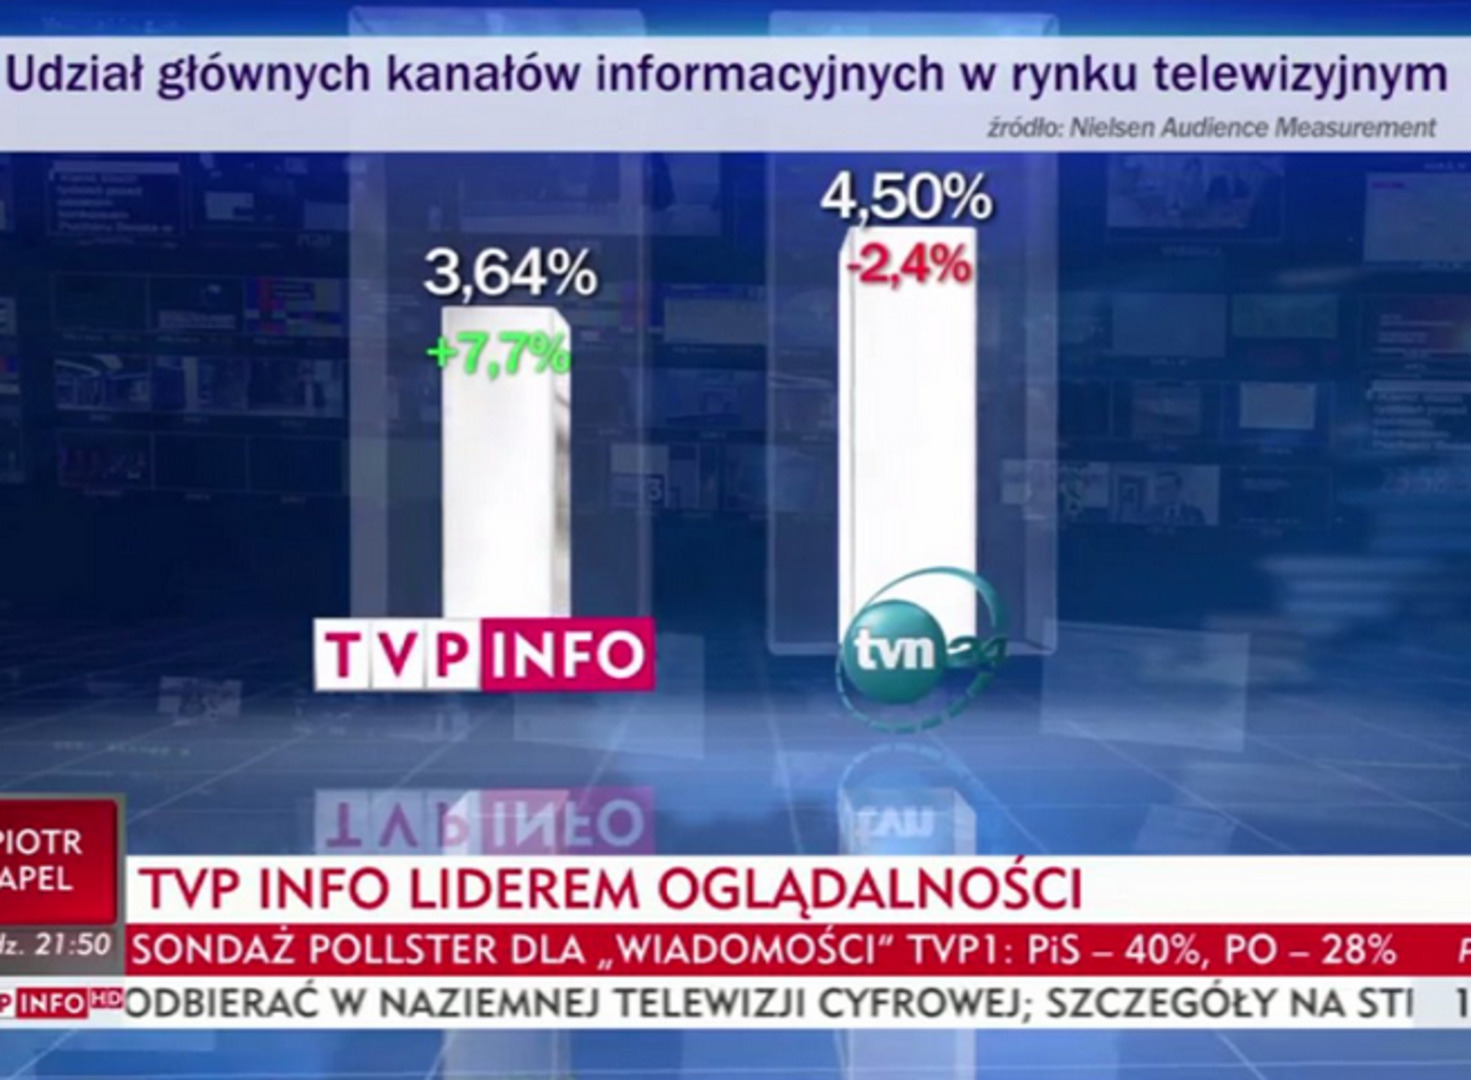 Udział głównych kanałów informacyjnych w rynku telewizyjnym
źródło: Nielsen Audience Measurement
4,50%
-2,4%
3,64%
+7,7%
TVP INFO
tvn 24
PIOTR
APEL
TVP INFO LIDEREM OGLĄDALNOŚCI
dz. 21:50
SONDAŻ POLLSTER DLA „WIADOMOŚCI” TVP1: PiS – 40%, PO – 28%
P INFO HD
ODBIERAĆ W NAZIEMNEJ TELEWIZJI CYFROWEJ; SZCZEGÓŁY NA